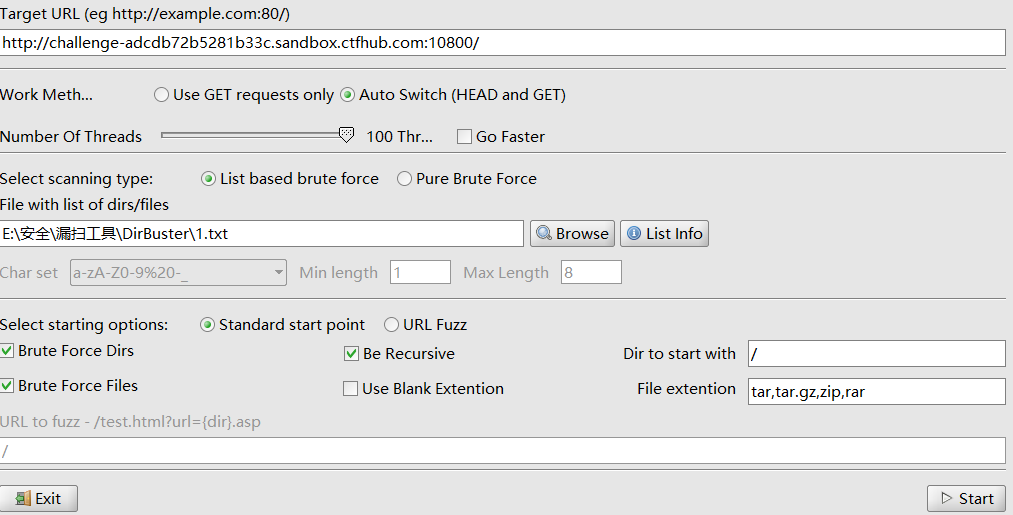 Target URL (eg http://example.com:80/)
http://challenge-adcdb72b5281b33c.sandbox.ctfhub.com:10800/
Work Meth... Use GET requests only Auto Switch (HEAD and GET)
Number Of Threads 100 Thr... Go Faster
Select scanning type: List based brute force Pure Brute Force
File with list of dirs/files
E:\安全\漏扫工具\DirBuster\1.txt Browse List Info
Char set a-zA-Z0-9%20-_ Min length 1 Max Length 8
Select starting options: Standard start point URL Fuzz
Brute Force Dirs Be Recursive Dir to start with /
Brute Force Files Use Blank Extention File extention tar,tar.gz,zip,rar
URL to fuzz - /test.html?url={dir}.asp
/
Exit Start